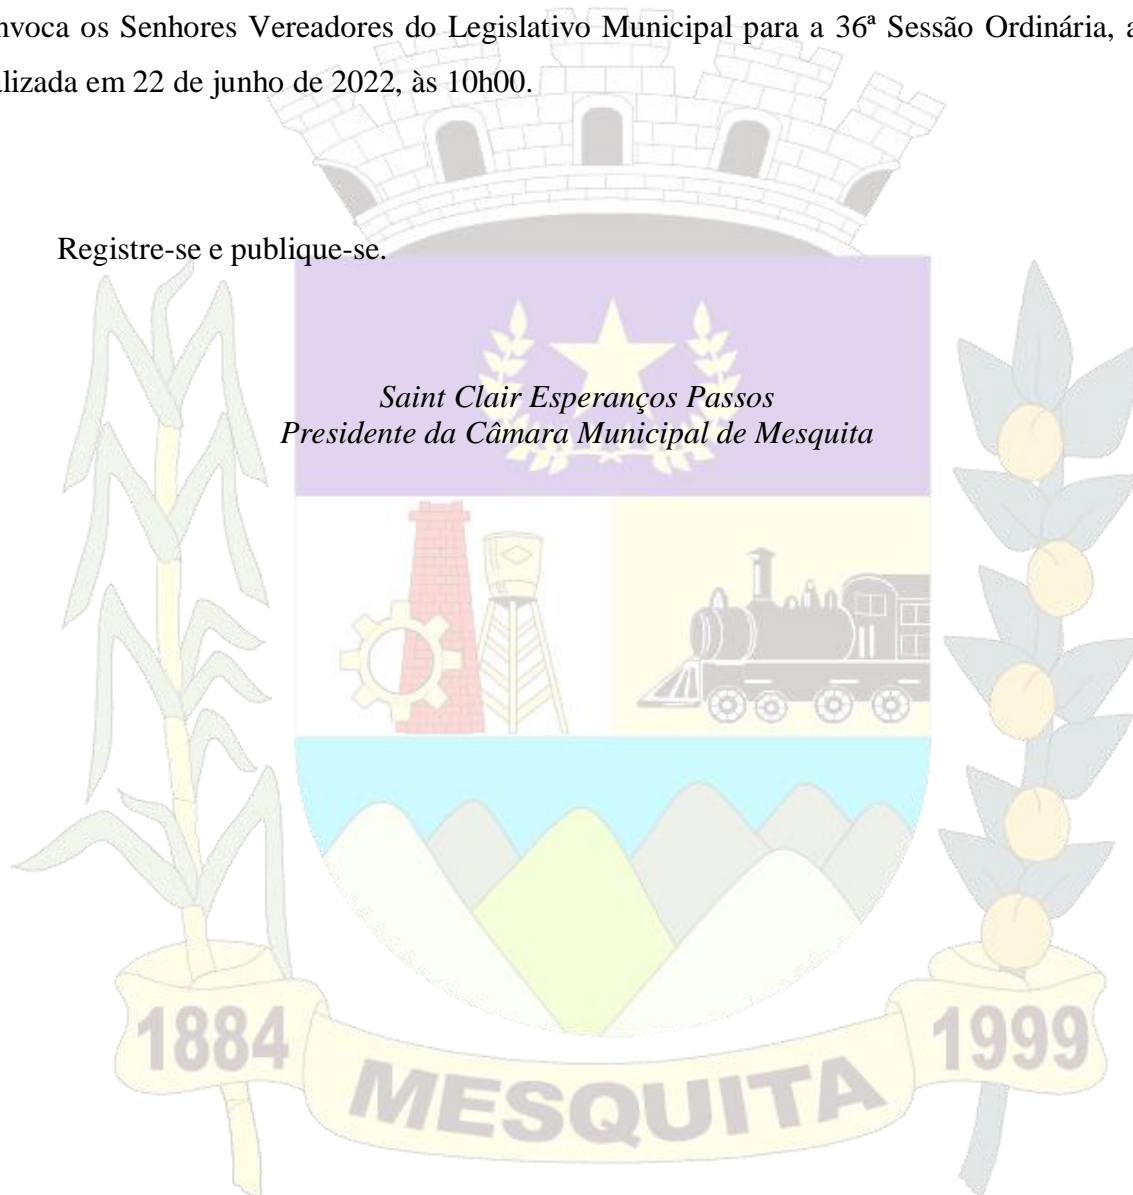 nvoca os Senhores Vereadores do Legislativo Municipal para a 36ª Sessão Ordinária, a
alizada em 22 de junho de 2022, às 10h00.
Registre-se e publique-se.
Saint Clair Esperanços Passos
Presidente da Câmara Municipal de Mesquita
1884
MESQUITA
1999